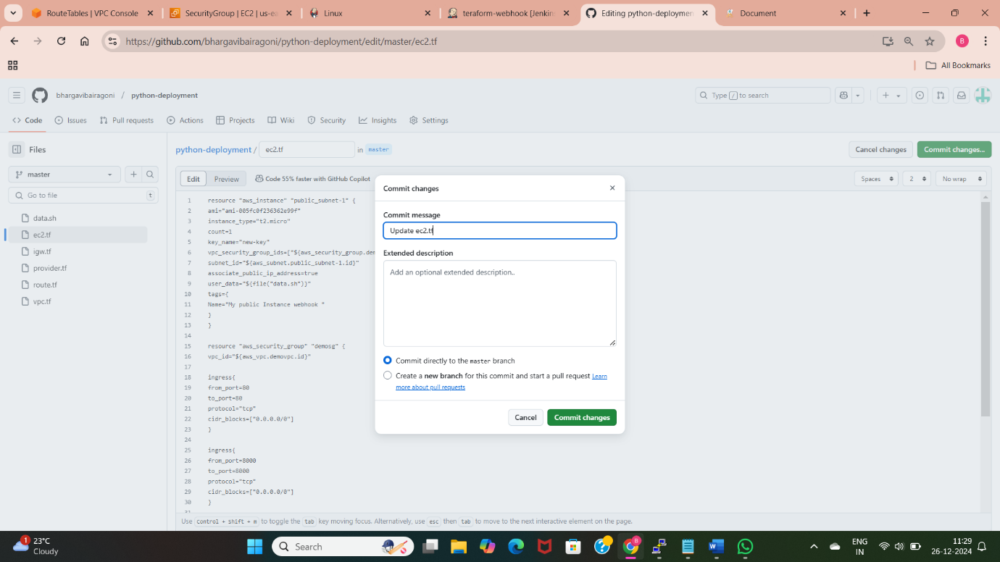 RouteTables | VPC Console
SecurityGroup | EC2 | us-ea
Linux
teraform-webhook [Jenkin
Editing python-deploymen
Document
https://github.com/bhargavibairagoni/python-deployment/edit/master/ec2.tf
B
All Bookmarks
bhargavibairagoni / python-deployment
Type / to search
Code
Issues
Pull requests
Actions
Projects
Wiki
Security
Insights
Settings
Files
python-deployment / ec2.tf in master
Cancel changes
Commit changes...
master
Go to file t
data.sh
ec2.tf
igw.tf
provider.tf
route.tf
vpc.tf
Edit
Preview
Code 55% faster with GitHub Copilot
Spaces
2
No wrap
1 resource "aws_instance" "public_subnet-1" {
2 ami="ami-005fc0f236362e99f"
3 instance_type="t2.micro"
4 count=1
5 key_name="new-key"
6 vpc_security_group_ids=["${aws_security_group.dem
7 subnet_id="${aws_subnet.public_subnet-1.id}"
8 associate_public_ip_address=true
9 user_data="${file("data.sh")}"
10 tags={
11 Name="My public Instance webhook "
12 }
13 }
14
15 resource "aws_security_group" "demosg" {
16 vpc_id="${aws_vpc.demovpc.id}"
17
18 ingress{
19 from_port=80
20 to_port=80
21 protocol="tcp"
22 cidr_blocks=["0.0.0.0/0"]
23 }
24
25 ingress{
26 from_port=8000
27 to_port=8000
28 protocol="tcp"
29 cidr_blocks=["0.0.0.0/0"]
30 }
Commit changes
Commit message
Update ec2.tf
Extended description
Add an optional extended description..
Commit directly to the master branch
Create a new branch for this commit and start a pull request Learn
more about pull requests
Cancel
Commit changes
Use control + shift + m to toggle the tab key moving focus. Alternatively, use esc then tab to move to the next interactive element on the page.
1
23°C
Cloudy
Search
B
ENG
IN
11:29
26-12-2024